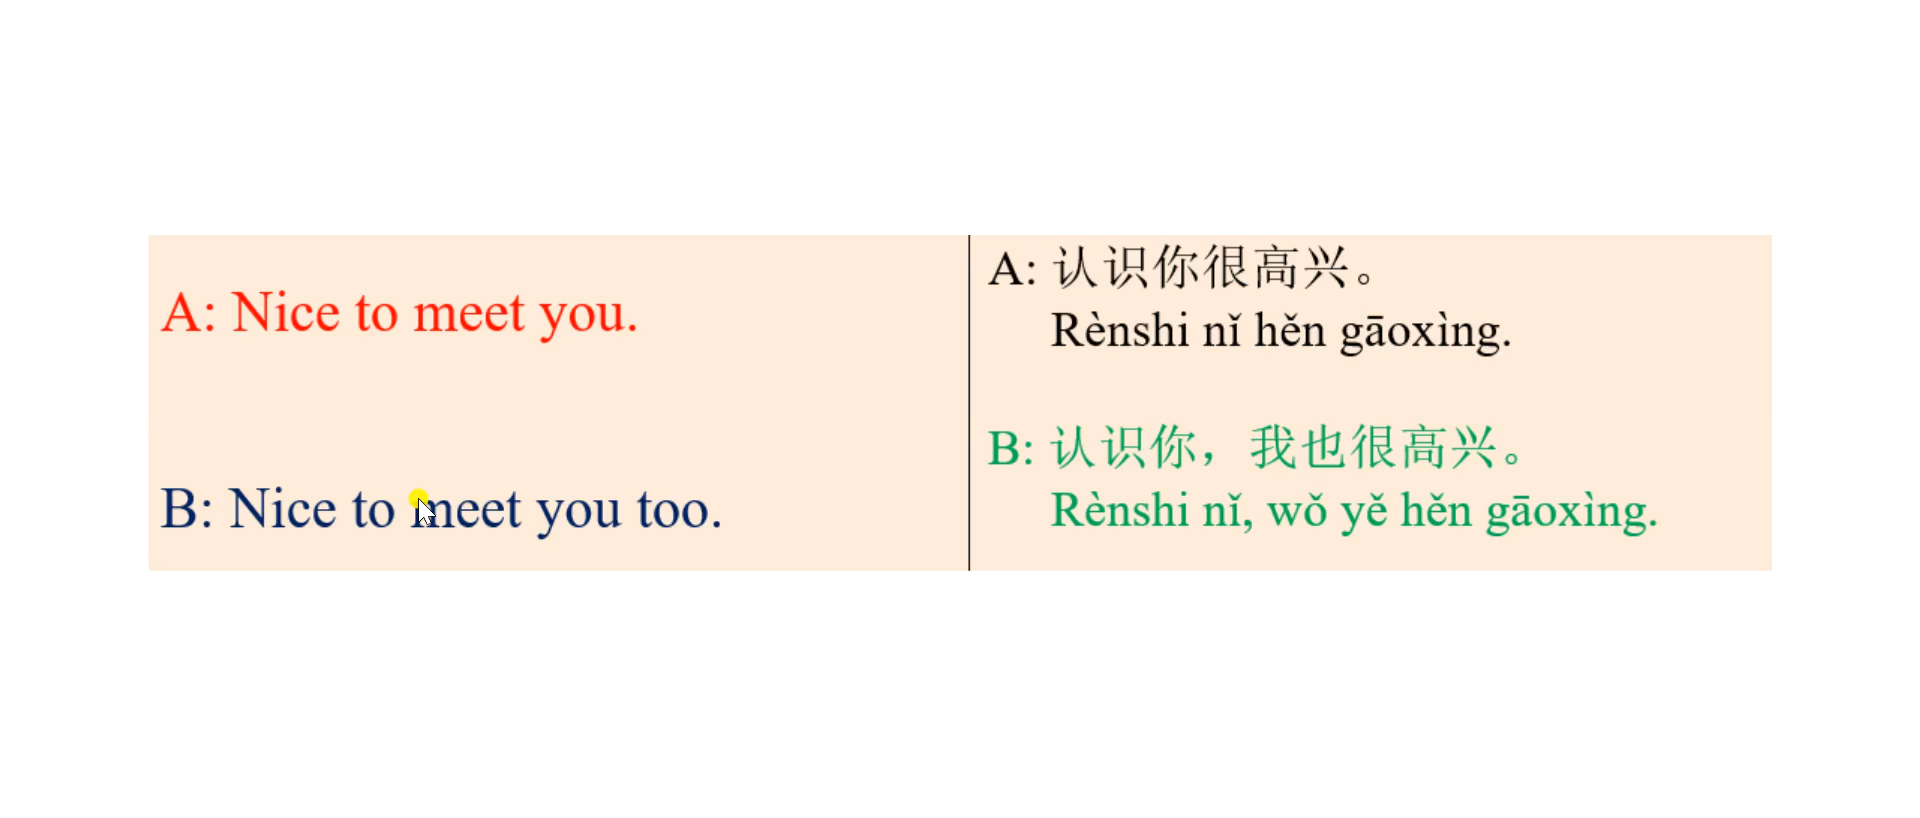 A: Nice to meet you.
B: Nice to meet you too.
A: 认识你很高兴。
Rènshi nǐ hěn gāoxìng.
B: 认识你，我也很高兴。
Rènshi nǐ, wǒ yě hěn gāoxìng.